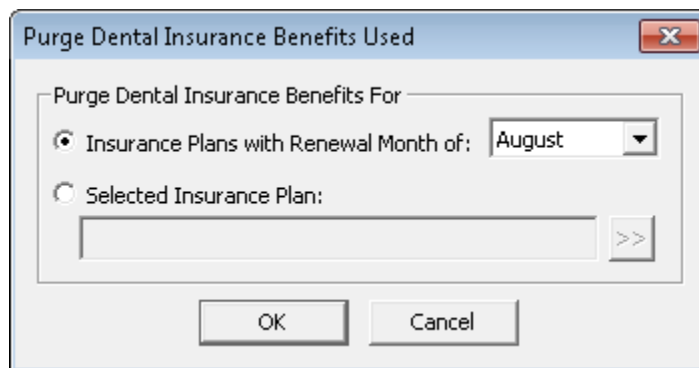 Purge Dental Insurance Benefits Used
Purge Dental Insurance Benefits For
Insurance Plans with Renewal Month of: August
Selected Insurance Plan:
>>
OK Cancel